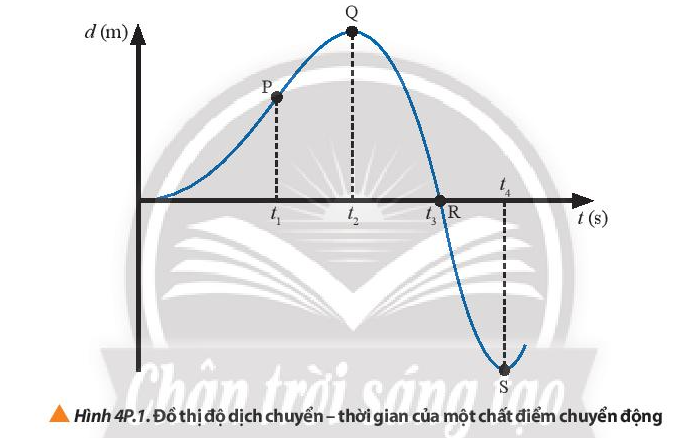 Q
d (m)
P
t₄
t₁
t₂
t₃
R
t (s)
Chân trời sáng tạo
S
▲ Hình 4P.1. Đồ thị độ dịch chuyển – thời gian của một chất điểm chuyển động